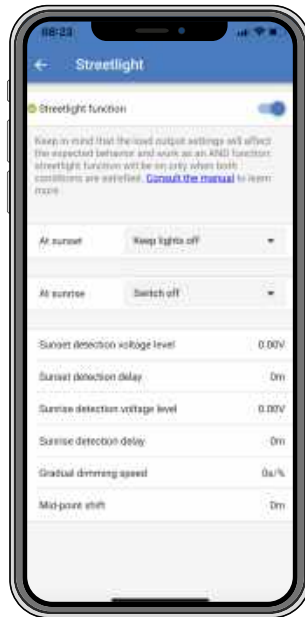 08:23
Streetlight
Streetlight function
Keep in mind that the load output settings will affect
the expected behavior and work as an AND function:
streetlight function will be on only when both
conditions are satisfied. Consult the manual to learn
more.
At sunset Keep lights off
At sunrise Switch off
Sunset detection voltage level 0.00V
Sunset detection delay 0m
Sunrise detection voltage level 0.00V
Sunrise detection delay 0m
Gradual dimming speed 0s/%
Mid-point shift 0m